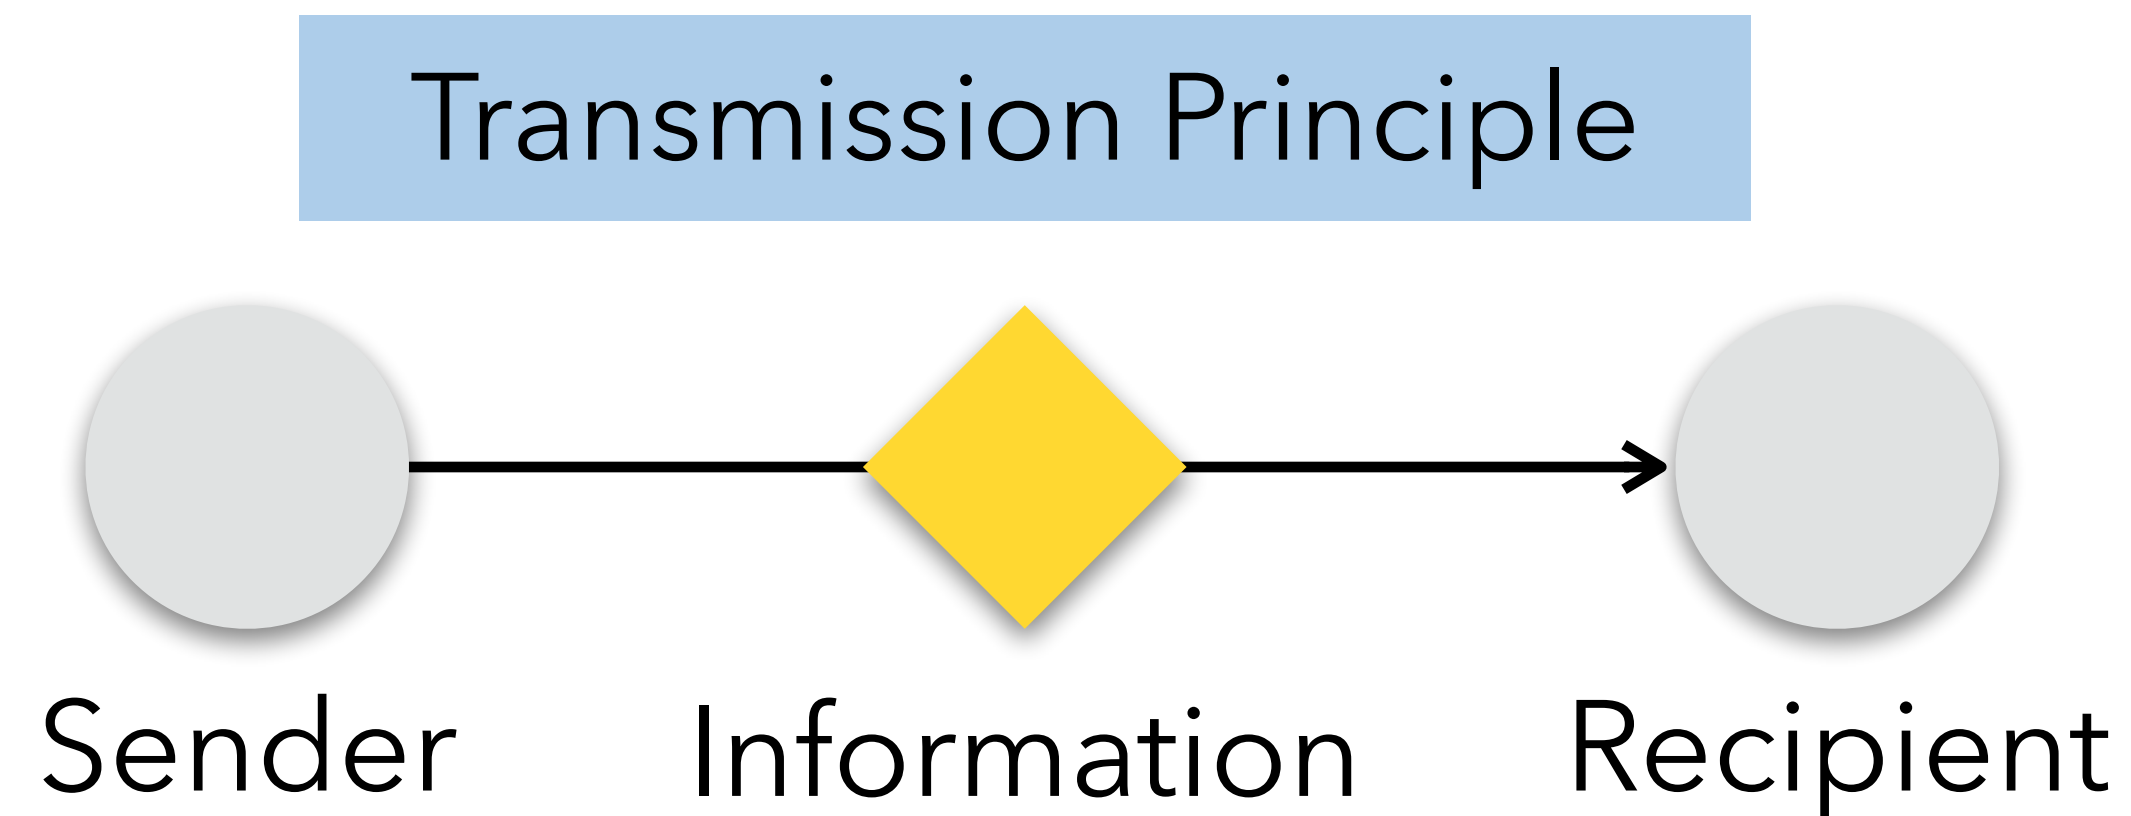 Transmission Principle
Sender
Information
Recipient